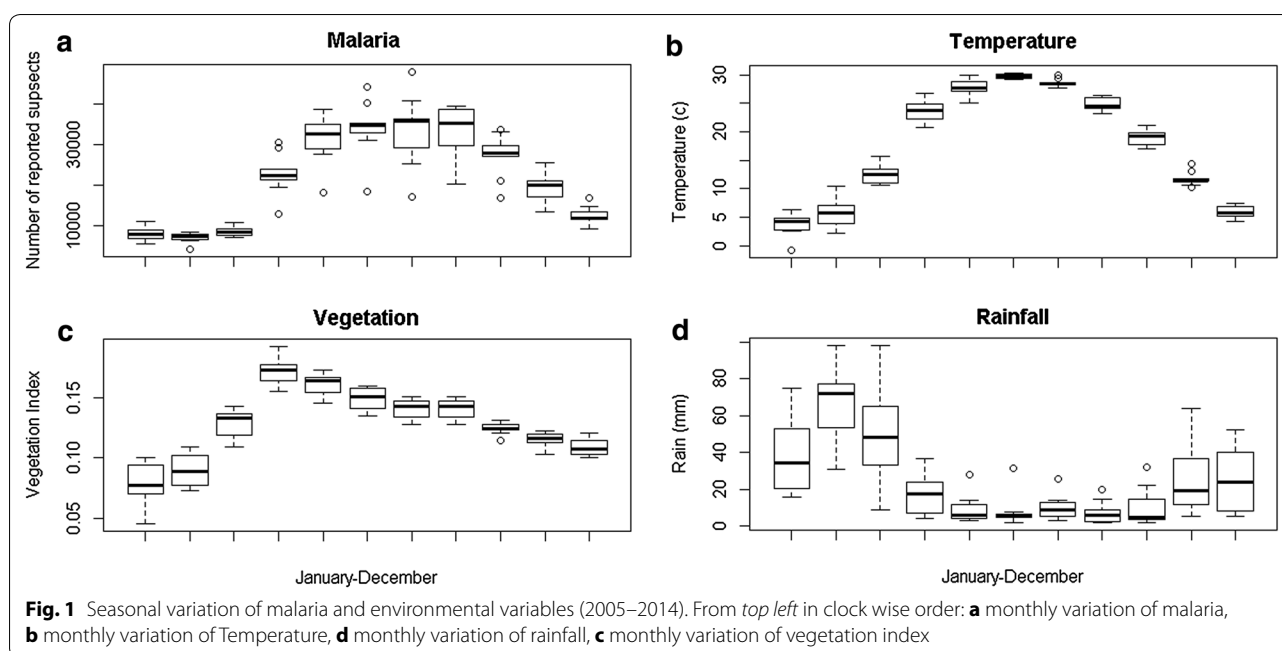 a
Malaria
Number of reported supsects
10000
30000
b
Temperature
Temperature (c)
0
5
10
20
30
c
Vegetation
Vegetation Index
0.05
0.10
0.15
January-December
d
Rainfall
Rain (mm)
0
20
40
60
80
January-December
Fig. 1 Seasonal variation of malaria and environmental variables (2005–2014). From top left in clock wise order: a monthly variation of malaria,
b monthly variation of Temperature, d monthly variation of rainfall, c monthly variation of vegetation index